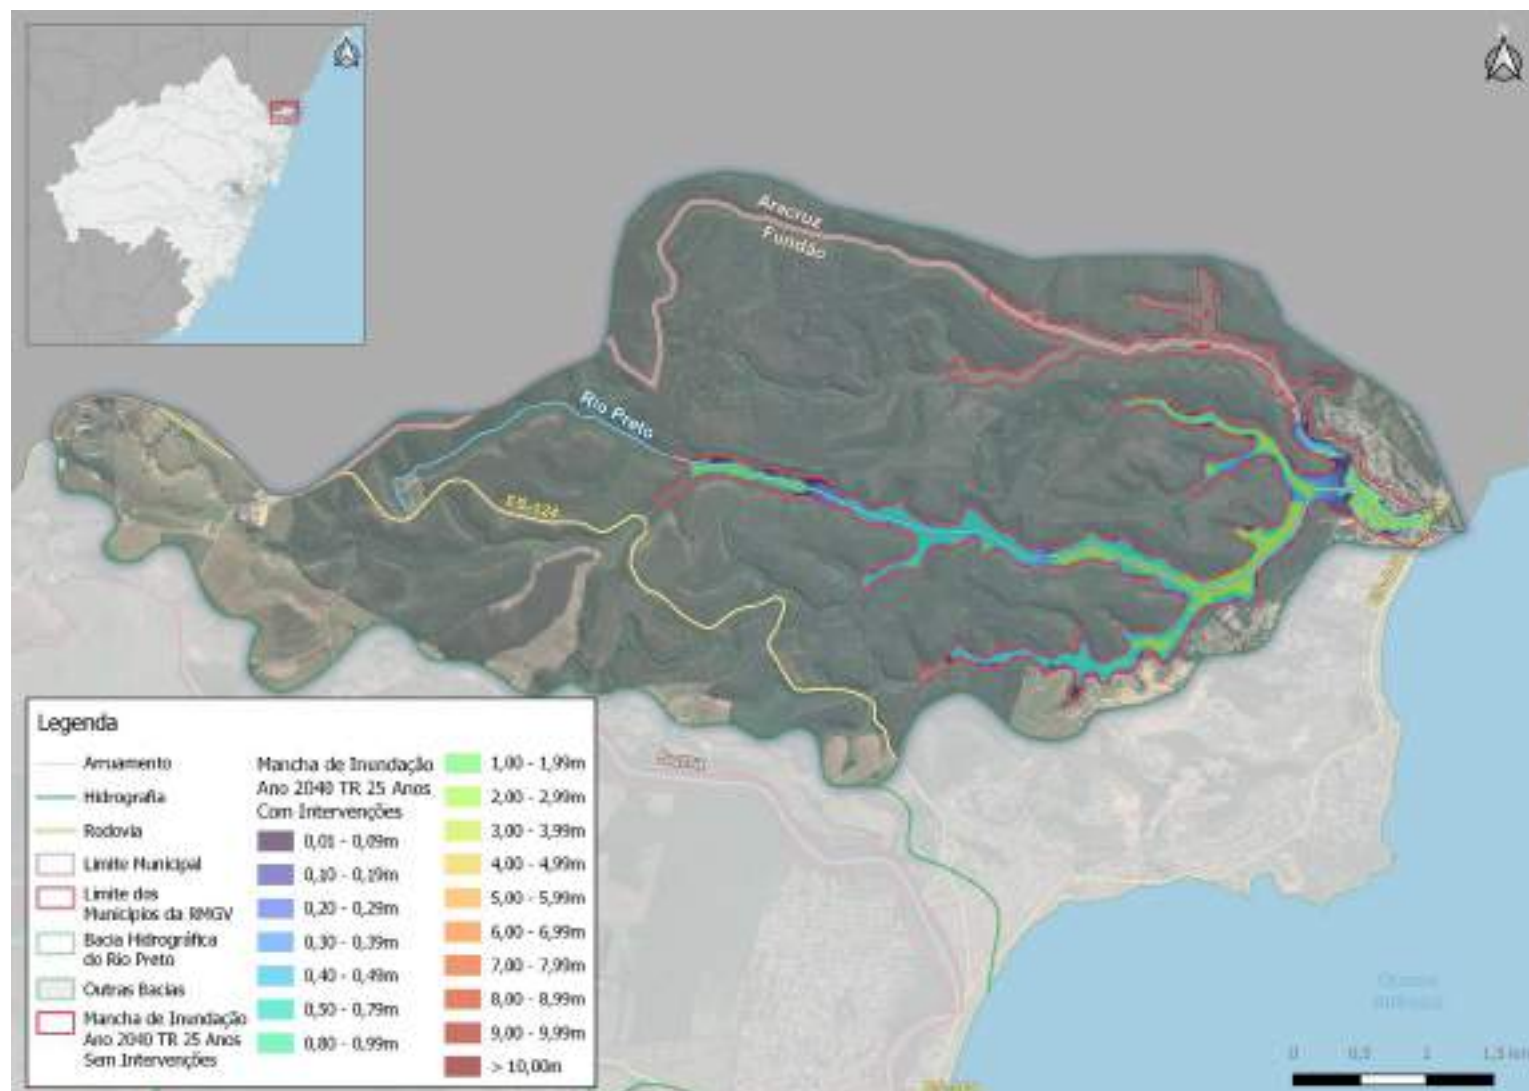 Aracruz
Fundão
Rio Preto
ES-124
Legenda
Arruamento
Hidrografia
Rodovia
Limite Municipal
Limite dos
Municípios da RMGV
Bacia Hidrográfica
do Rio Preto
Outras Bacias
Mancha de Inundação
Ano 2040 TR 25 Anos
Sem Intervenções
Mancha de Inundação
Ano 2040 TR 25 Anos
Com Intervenções
0,01 - 0,09m
0,10 - 0,19m
0,20 - 0,29m
0,30 - 0,39m
0,40 - 0,49m
0,50 - 0,79m
0,80 - 0,99m
1,00 - 1,99m
2,00 - 2,99m
3,00 - 3,99m
4,00 - 4,99m
5,00 - 5,99m
6,00 - 6,99m
7,00 - 7,99m
8,00 - 8,99m
9,00 - 9,99m
> 10,00m
Oceano
Atlântico
0 0,5 1 1,5 km